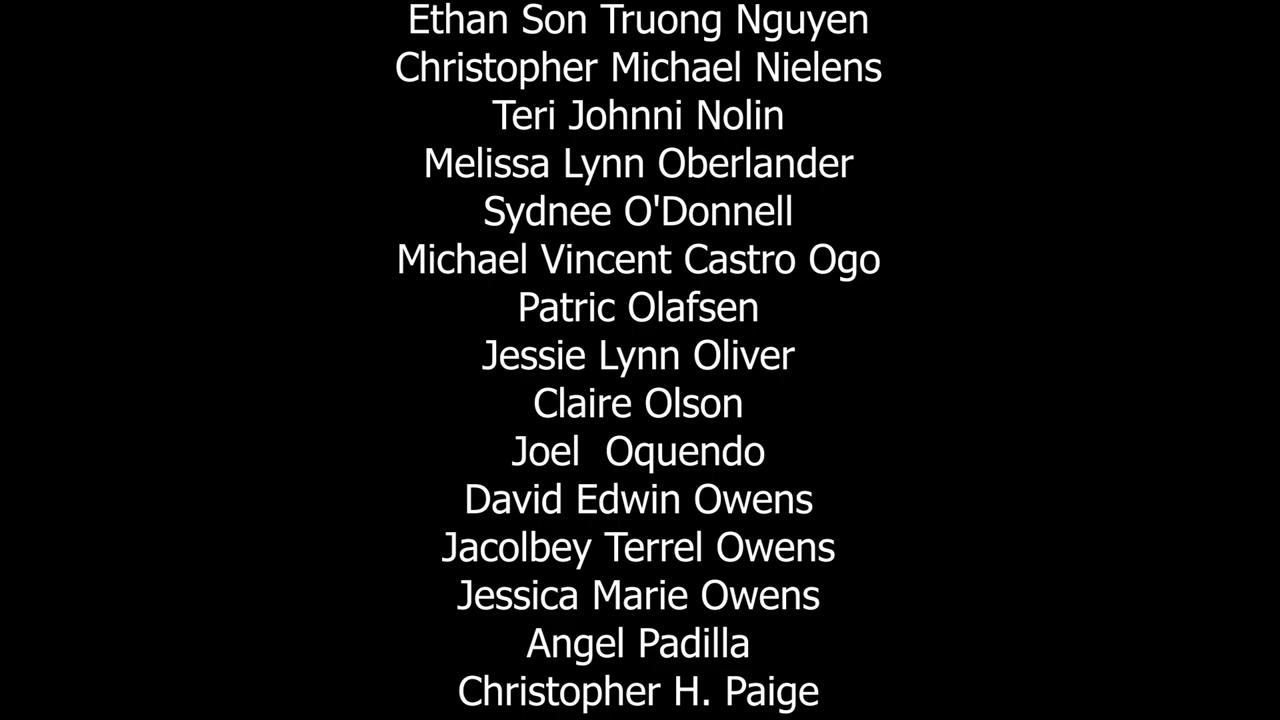 Ethan Son Truong Nguyen
Christopher Michael Nielens
Teri Johnni Nolin
Melissa Lynn Oberlander
Sydnee O'Donnell
Michael Vincent Castro Ogo
Patric Olafsen
Jessie Lynn Oliver
Claire Olson
Joel  Oquendo
David Edwin Owens
Jacolbey Terrel Owens
Jessica Marie Owens
Angel Padilla
Christopher H. Paige